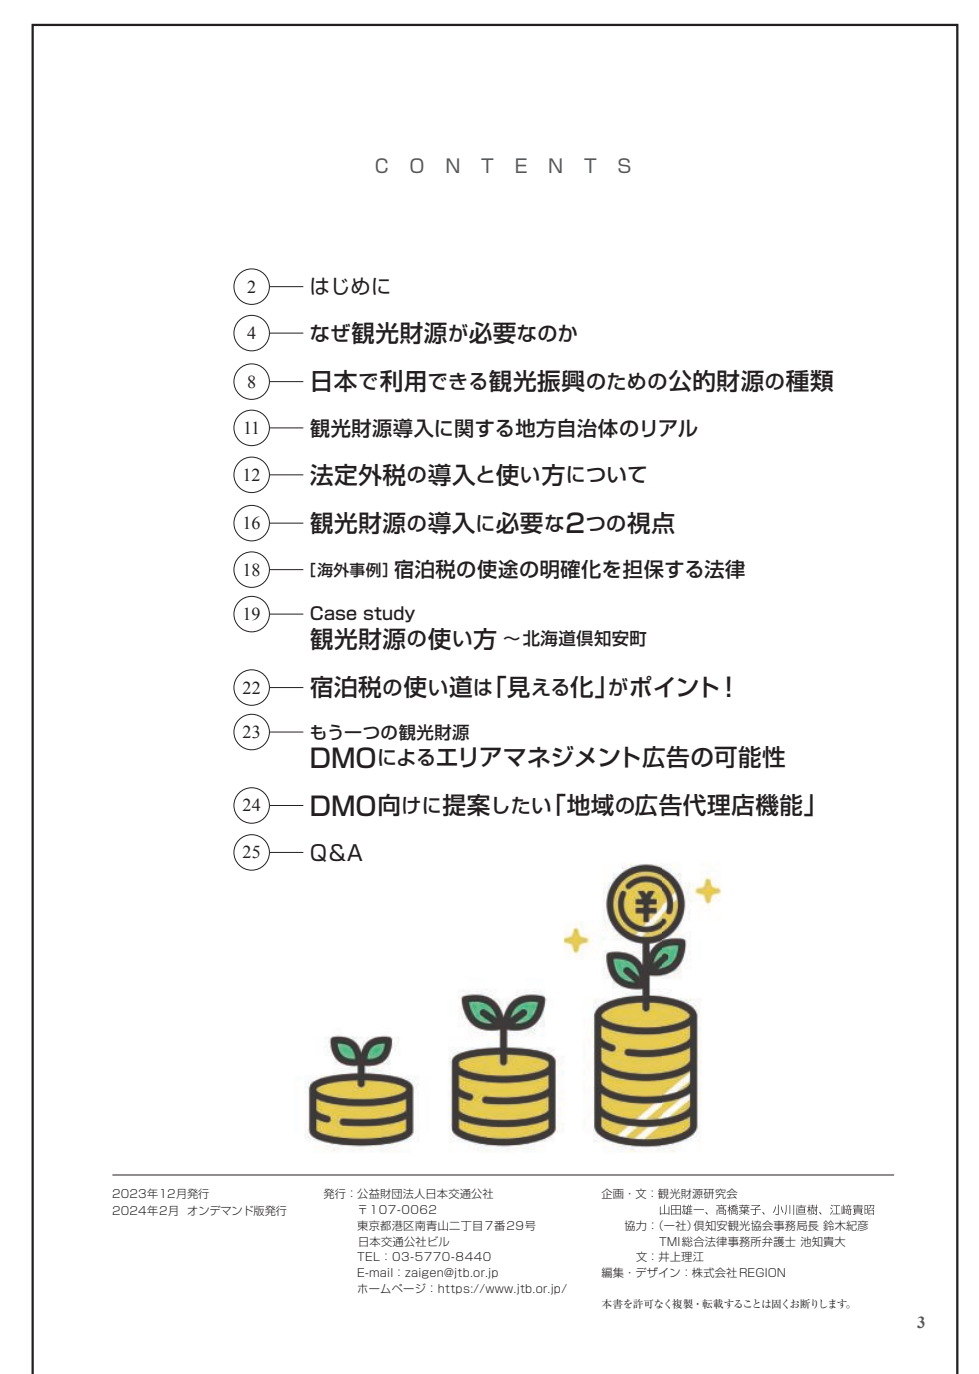 CONTENTS
2 はじめに
4 なぜ観光財源が必要なのか
8 日本で利用できる観光振興のための公的財源の種類
11 観光財源導入に関する地方自治体のリアル
12 法定外税の導入と使い方について
16 観光財源の導入に必要な2つの視点
18 [海外事例] 宿泊税の使途の明確化を担保する法律
19 Case study
観光財源の使い方 ～北海道倶知安町
22 宿泊税の使い道は「見える化」がポイント！
23 もう一つの観光財源
DMOによるエリアマネジメント広告の可能性
24 DMO向けに提案したい「地域の広告代理店機能」
25 Q&A
¥
2023年12月発行
2024年2月 オンデマンド版発行
発行：公益財団法人日本交通公社
〒107-0062
東京都港区南青山二丁目7番29号
日本交通公社ビル
TEL：03-5770-8440
E-mail：zaigen@jtb.or.jp
ホームページ：https://www.jtb.or.jp/
企画・文：観光財源研究会
山田雄一、髙橋葉子、小川直樹、江﨑貴昭
協力：(一社)倶知安観光協会事務局長 鈴木紀彦
TMI総合法律事務所弁護士 池知貴大
文：井上理江
編集・デザイン：株式会社REGION
本書を許可なく複製・転載することは固くお断りします。
3